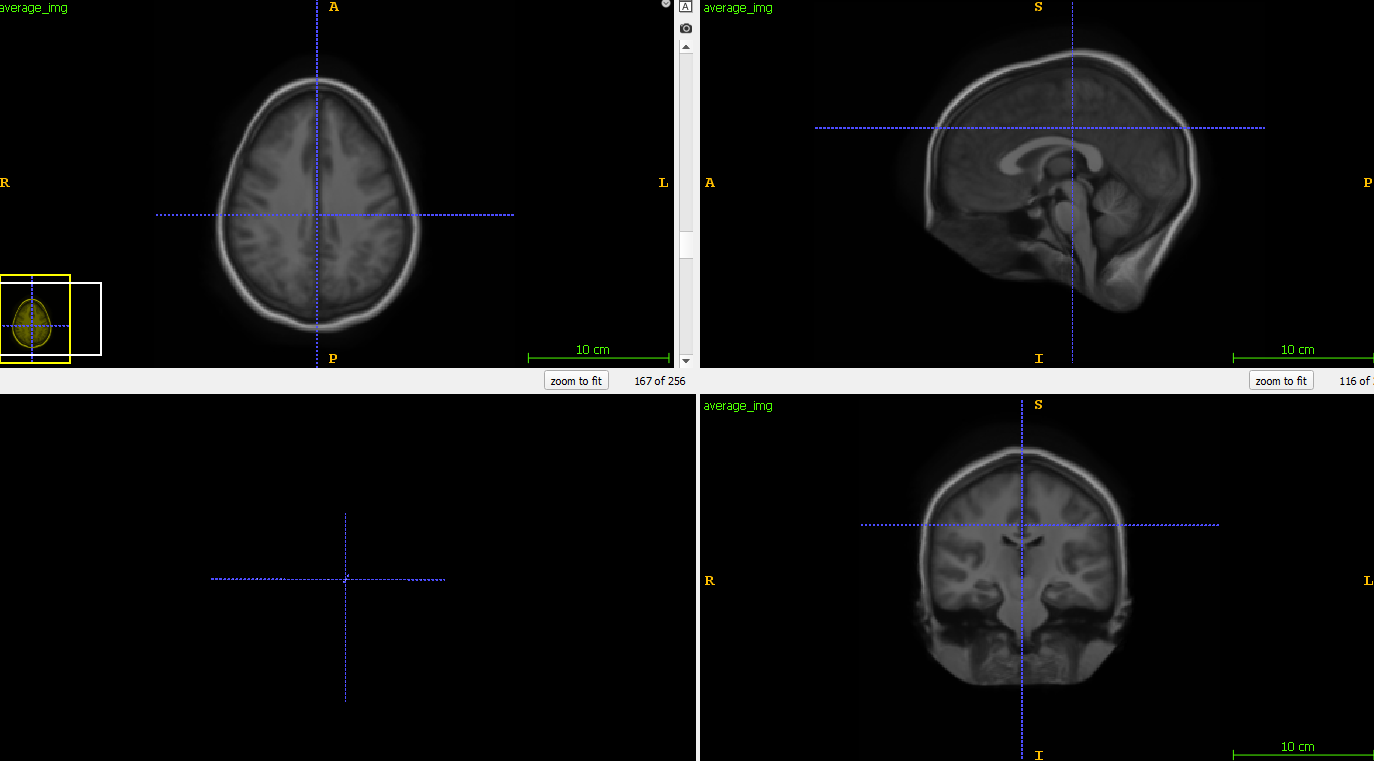 average_img
A
A
R
L
P
10 cm
zoom to fit
167 of 256
average_img
S
A
P
I
10 cm
zoom to fit
116 of
average_img
S
R
L
I
10 cm